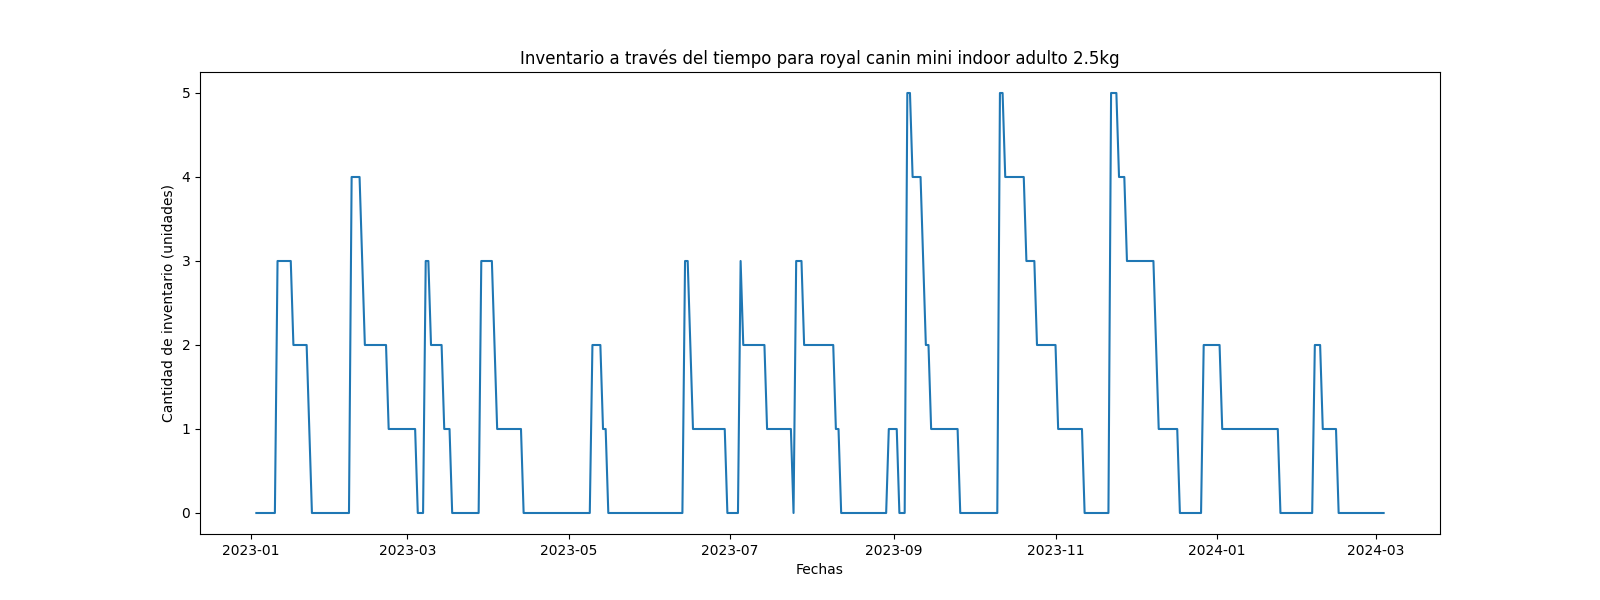 Inventario a través del tiempo para royal canin mini indoor adulto 2.5kg
Cantidad de inventario (unidades)
5
4
3
2
1
0
2023-01 2023-03 2023-05 2023-07 2023-09 2023-11 2024-01 2024-03
Fechas